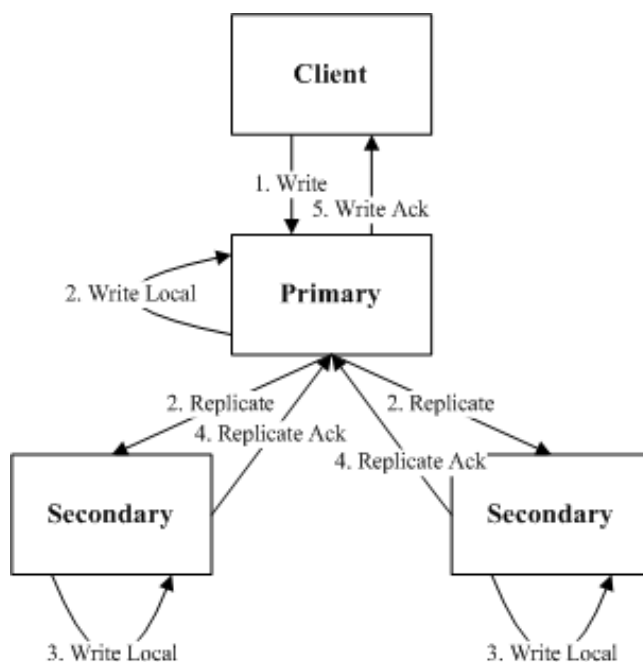 Client
1. Write
5. Write Ack
2. Write Local
Primary
2. Replicate
2. Replicate
4. Replicate Ack
4. Replicate Ack
Secondary
Secondary
3. Write Local
3. Write Local